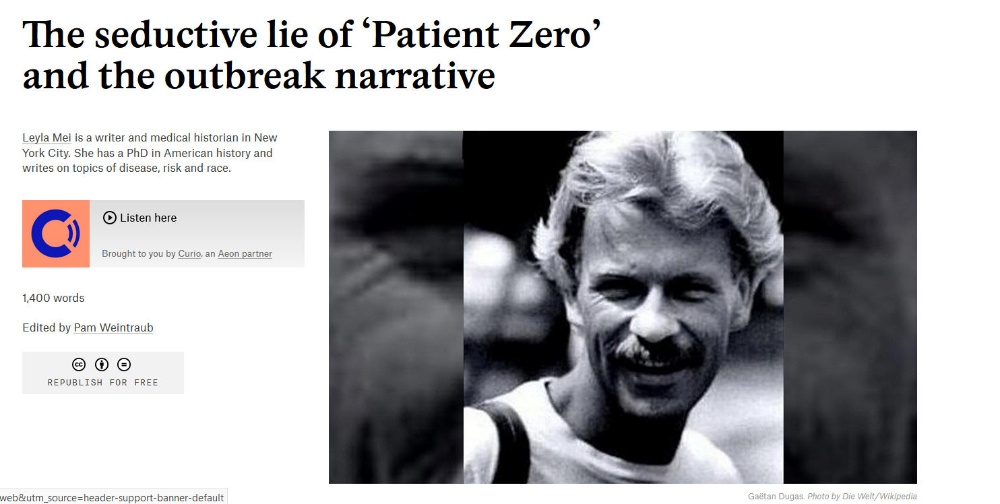 The seductive lie of ‘Patient Zero’
and the outbreak narrative
Leyla Mei is a writer and medical historian in New
York City. She has a PhD in American history and
writes on topics of disease, risk and race.
Listen here
Brought to you by Curio, an Aeon partner
1,400 words
Edited by Pam Weintraub
cc
REPUBLISH FOR FREE
Gaëtan Dugas. Photo by Die Welt/Wikipedia
web&utm_source=header-support-banner-default